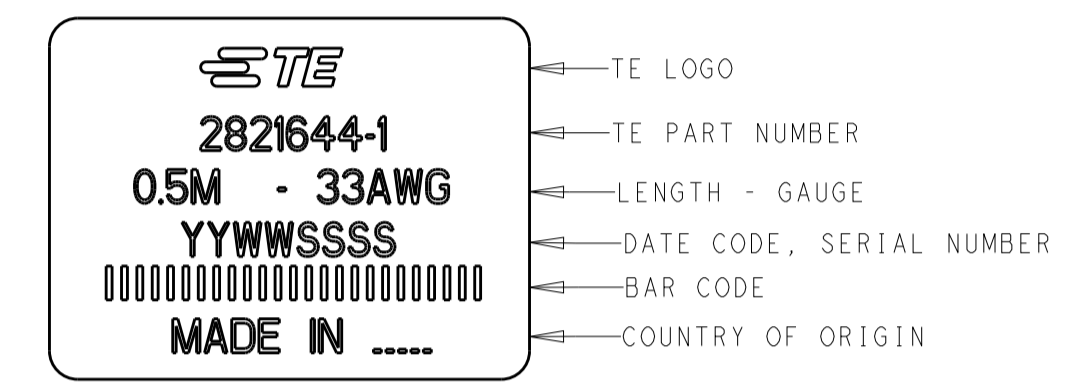 TE TE LOGO
2821644-1 TE PART NUMBER
0.5M - 33AWG LENGTH - GAUGE
YYWWSSSS DATE CODE, SERIAL NUMBER
BAR CODE
MADE IN ..... COUNTRY OF ORIGIN